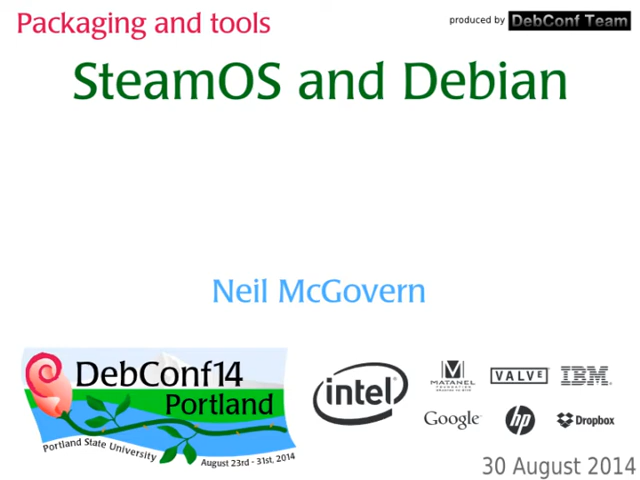 Packaging and tools
produced by DebConf Team
SteamOS and Debian
Neil McGovern
DebConf14
Portland
Portland State University
August 23rd - 31st, 2014
intel
MATANEL
FOUNDATION
VALVE
IBM
Google
hp
Dropbox
30 August 2014